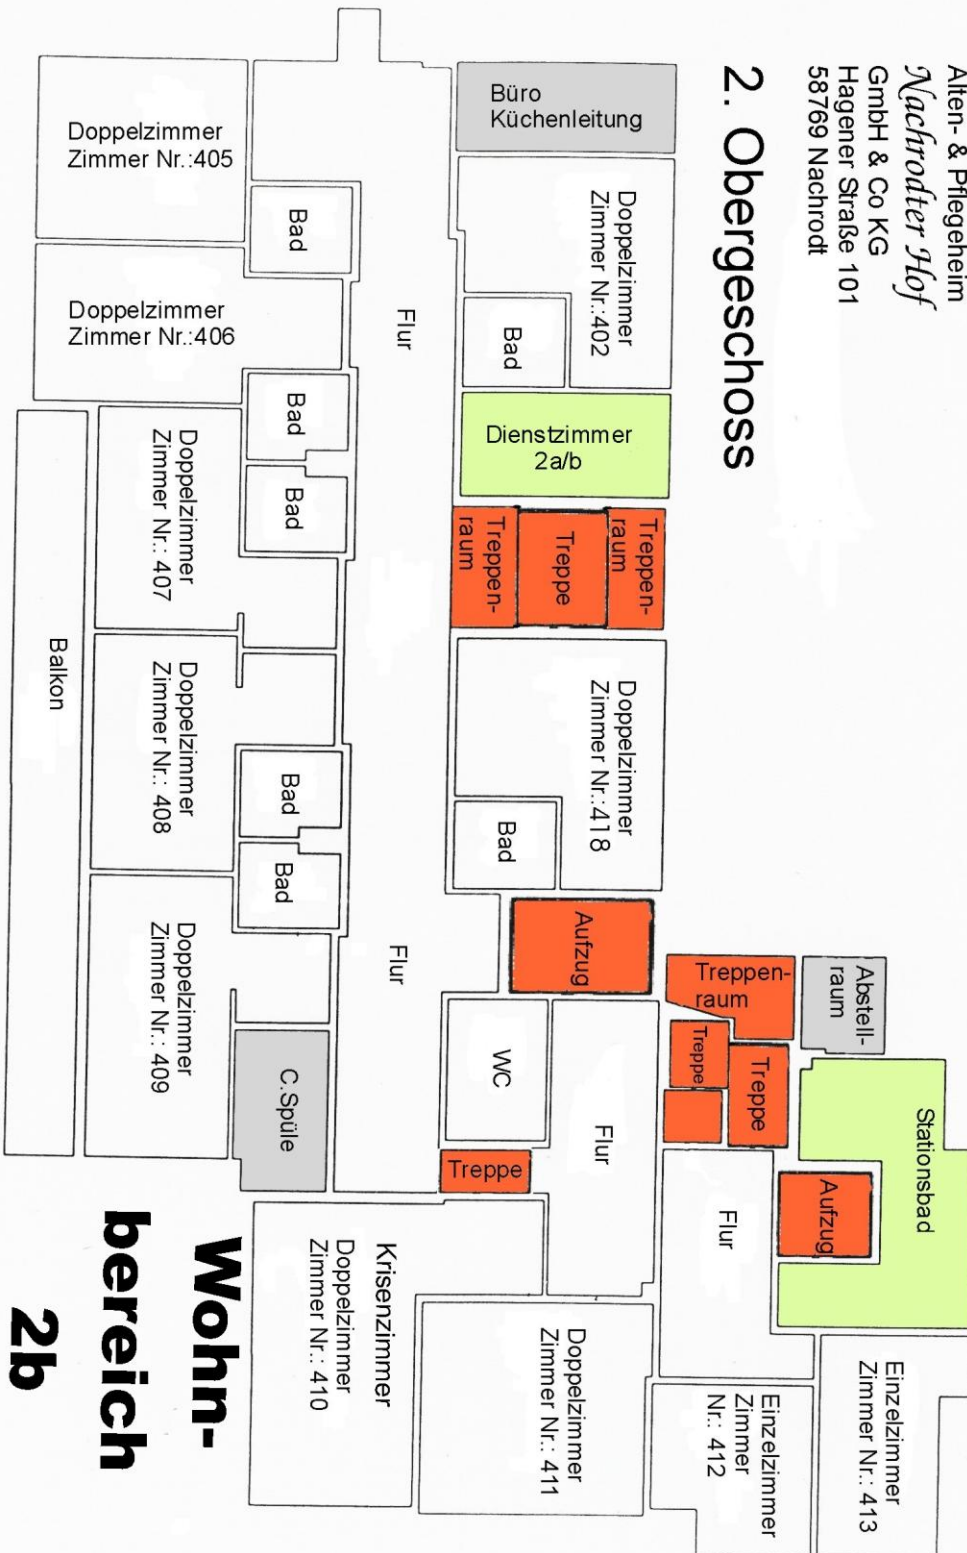 Alten- & Pflegeheim
Nachrodter Hof
GmbH & Co KG
Hagener Straße 101
58769 Nachrodt
2. Obergeschoss
Büro
Küchenleitung
Doppelzimmer
Zimmer Nr.:402
Bad
Dienstzimmer
2a/b
Treppen-
raum
Treppe
Treppen-
raum
Doppelzimmer
Zimmer Nr.:418
Bad
Aufzug
Treppen-
raum
Treppe
Treppe
Abstell-
raum
Stationsbad
Aufzug
Flur
Flur
WC
Treppe
Flur
Flur
Doppelzimmer
Zimmer Nr.:405
Bad
Doppelzimmer
Zimmer Nr.:406
Bad
Bad
Doppelzimmer
Zimmer Nr.: 407
Doppelzimmer
Zimmer Nr.: 408
Bad
Bad
Doppelzimmer
Zimmer Nr.: 409
C.Spüle
Balkon
Krisenzimmer
Doppelzimmer
Zimmer Nr.: 410
Doppelzimmer
Zimmer Nr.: 411
Einzelzimmer
Zimmer
Nr.: 412
Einzelzimmer
Zimmer Nr.: 413
Wohn-
bereich
2b